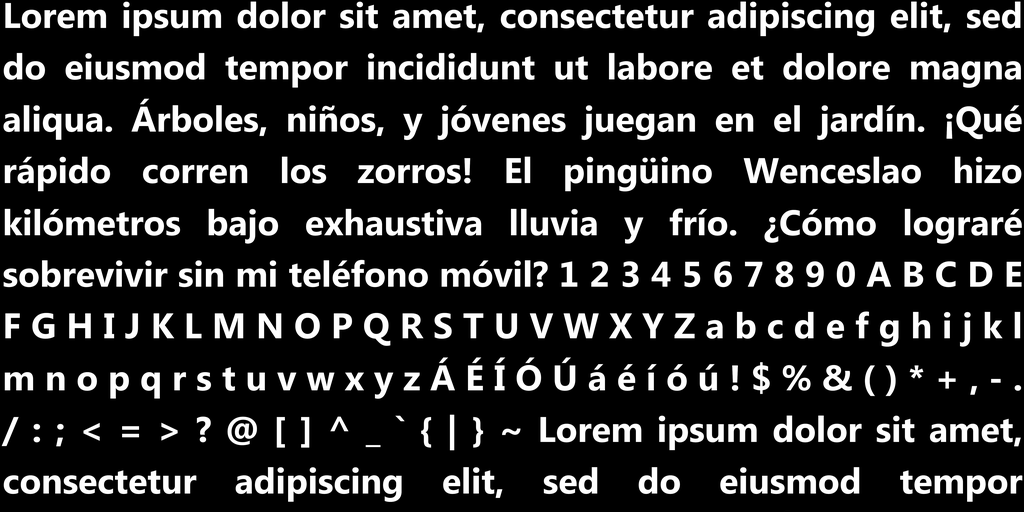 Lorem ipsum dolor sit amet, consectetur adipiscing elit, sed
do eiusmod tempor incididunt ut labore et dolore magna
aliqua. Árboles, niños, y jóvenes juegan en el jardín. ¡Qué
rápido corren los zorros! El pingüino Wenceslao hizo
kilómetros bajo exhaustiva lluvia y frío. ¿Cómo lograré
sobrevivir sin mi teléfono móvil? 1 2 3 4 5 6 7 8 9 0 A B C D E
F G H I J K L M N O P Q R S T U V W X Y Z a b c d e f g h i j k l
m n o p q r s t u v w x y z Á É Í Ó Ú á é í ó ú ! $ % & ( ) * + , - .
/ : ; < = > ? @ [ ] ^ _ ` { | } ~ Lorem ipsum dolor sit amet,
consectetur adipiscing elit, sed do eiusmod tempor